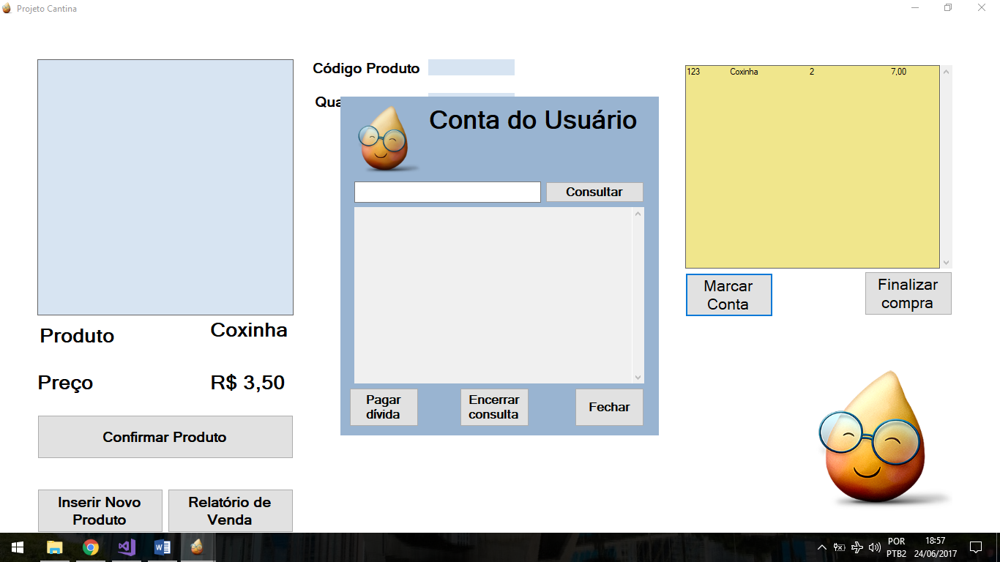 Projeto Cantina
Código Produto
Qua
123 Coxinha 2 7,00
Conta do Usuário
Consultar
Marcar
Conta
Finalizar
compra
Produto Coxinha
Preço R$ 3,50
Pagar
dívida
Encerrar
consulta
Fechar
Confirmar Produto
Inserir Novo
Produto
Relatório de
Venda
POR
PTB2
18:57
24/06/2017